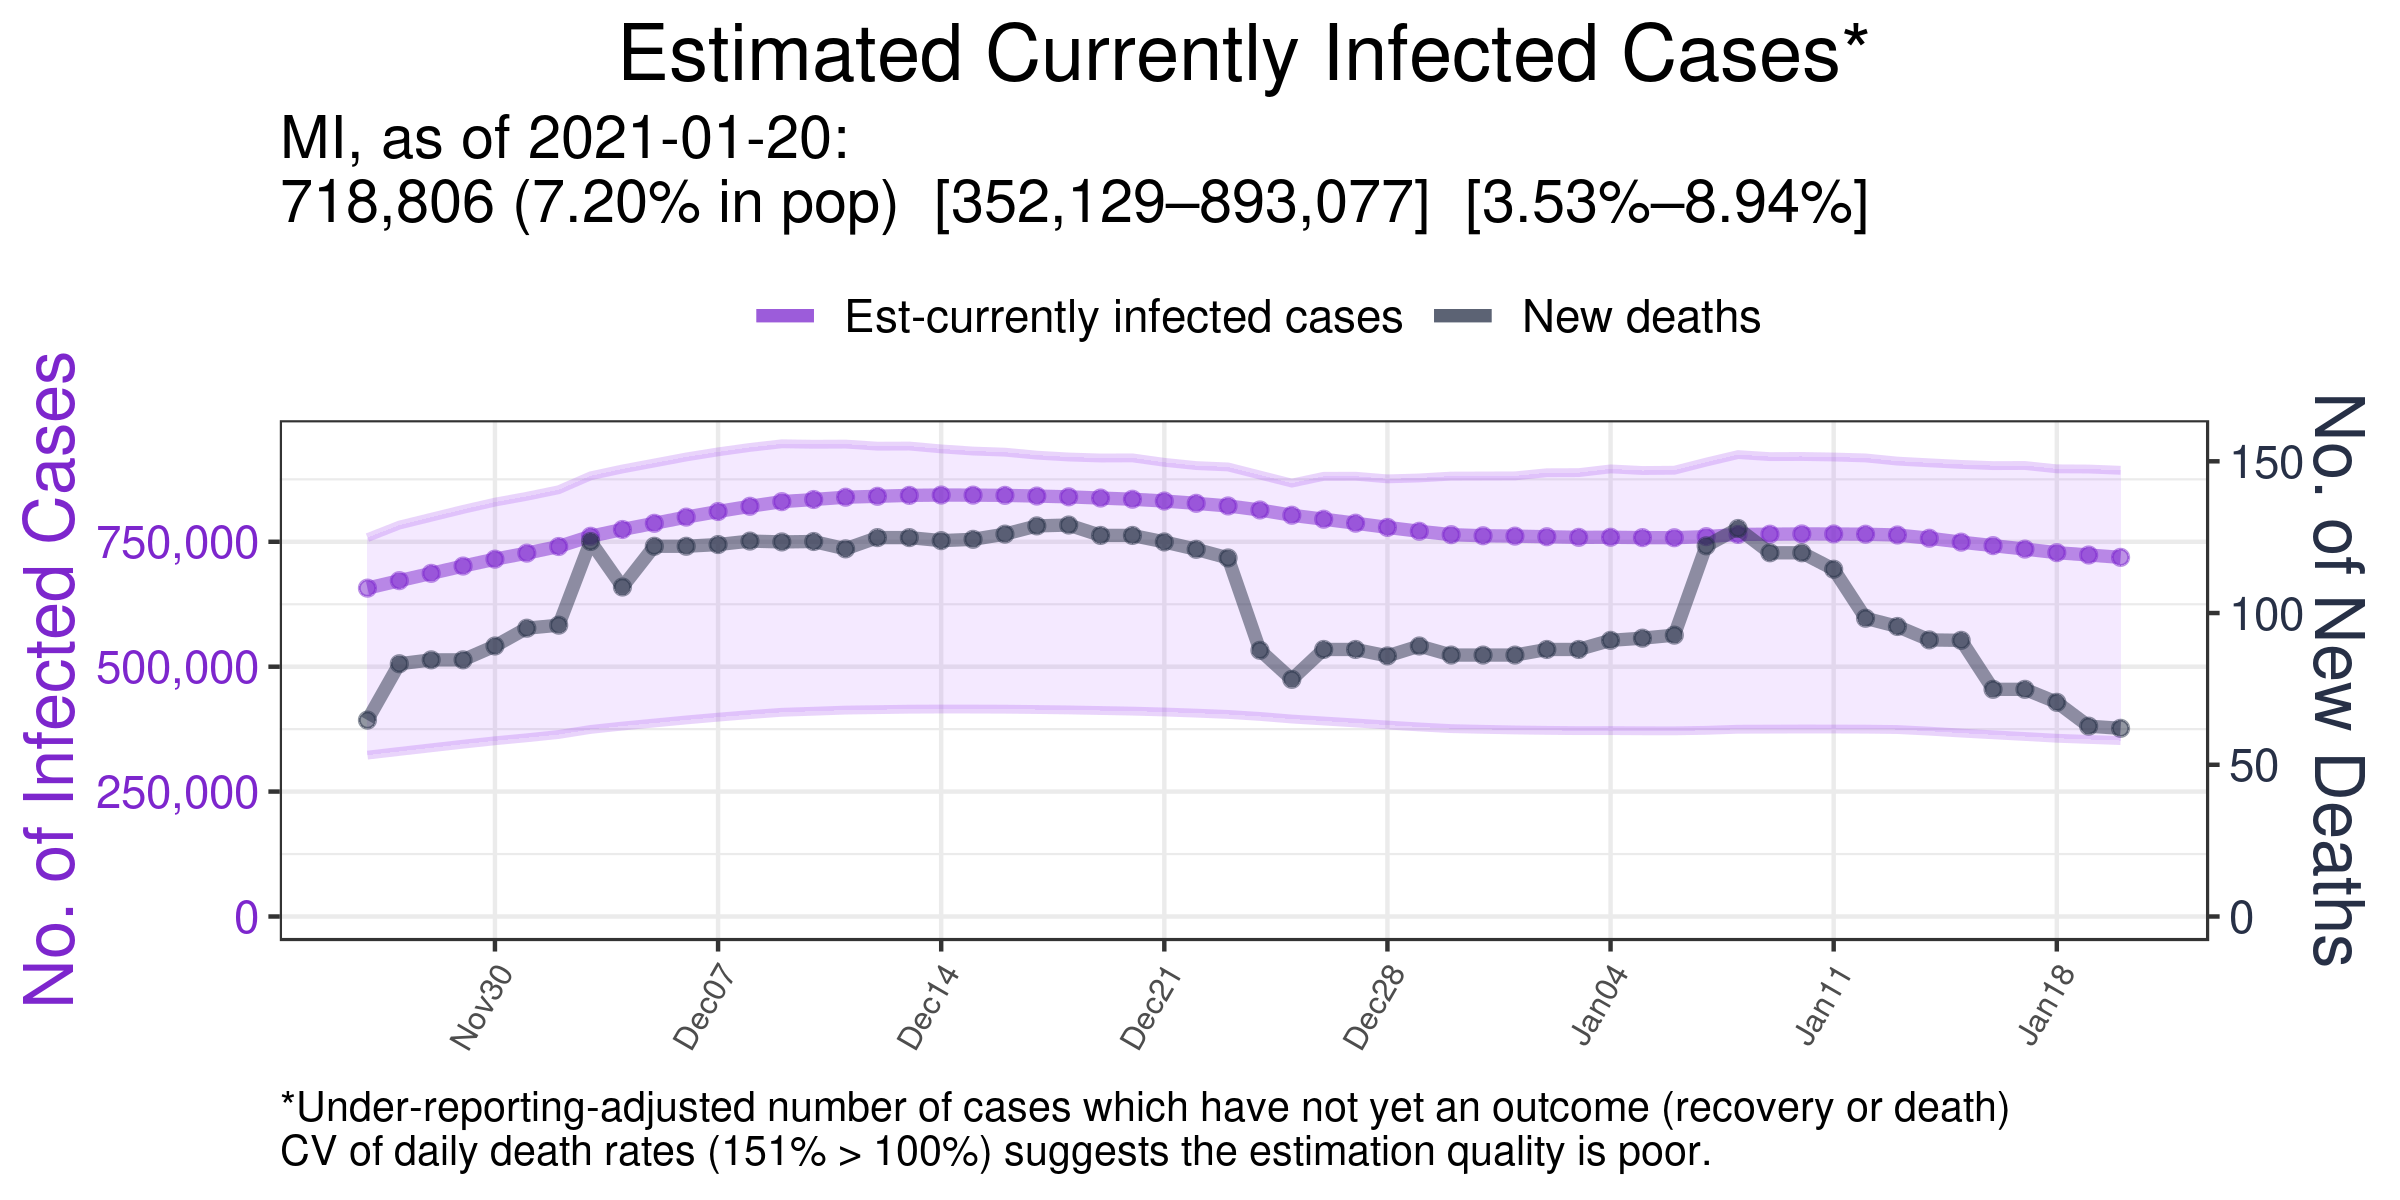 Estimated Currently Infected Cases*
MI, as of 2021-01-20:
718,806 (7.20% in pop)  [352,129–893,077]  [3.53%–8.94%]
Est-currently infected cases
New deaths
No. of Infected Cases
750,000
500,000
250,000
0
No. of New Deaths
150
100
50
0
Nov30
Dec07
Dec14
Dec21
Dec28
Jan04
Jan11
Jan18
*Under-reporting-adjusted number of cases which have not yet an outcome (recovery or death)
CV of daily death rates (151% > 100%) suggests the estimation quality is poor.